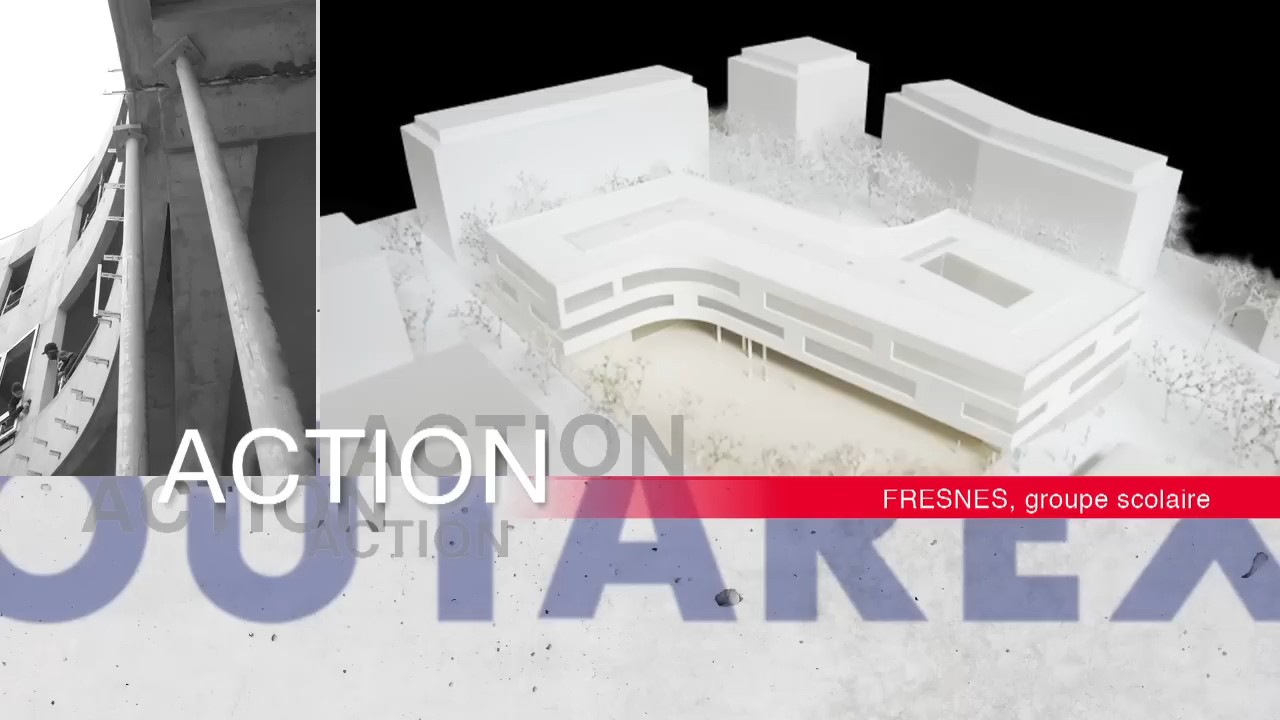 ACTION
ACTION
ACTION
ACTION
FRESNES, groupe scolaire
OUTAREX